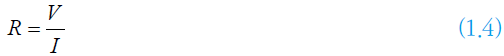 R = V/I (1.4)